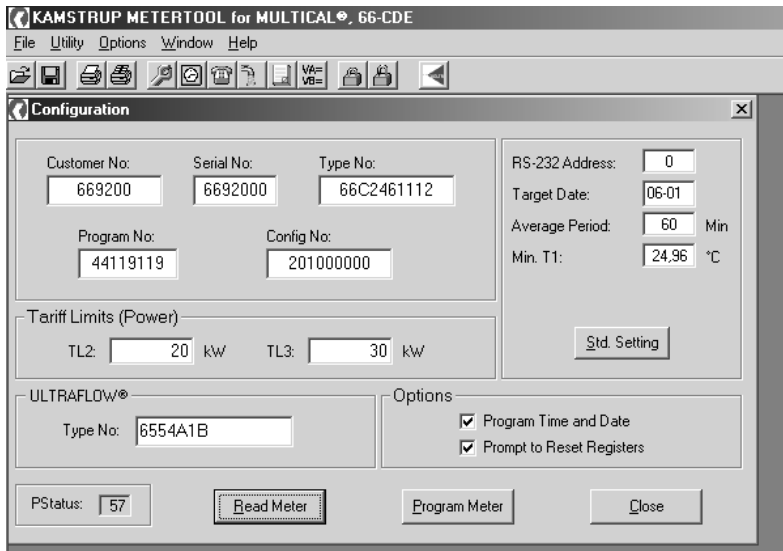 KAMSTRUP METERTOOL for MULTICAL®, 66-CDE
File Utility Options Window Help
VA=
VB=
Configuration
Customer No: Serial No: Type No:
669200 6692000 66C2461112
Program No: Config No:
44119119 201000000
RS-232 Address: 0
Target Date: 06-01
Average Period: 60 Min
Min. T1: 24,96 °C
Std. Setting
Tariff Limits (Power)
TL2: 20 kW TL3: 30 kW
ULTRAFLOW®
Type No: 6554A1B
Options
Program Time and Date
Prompt to Reset Registers
PStatus: 57 Read Meter Program Meter Close